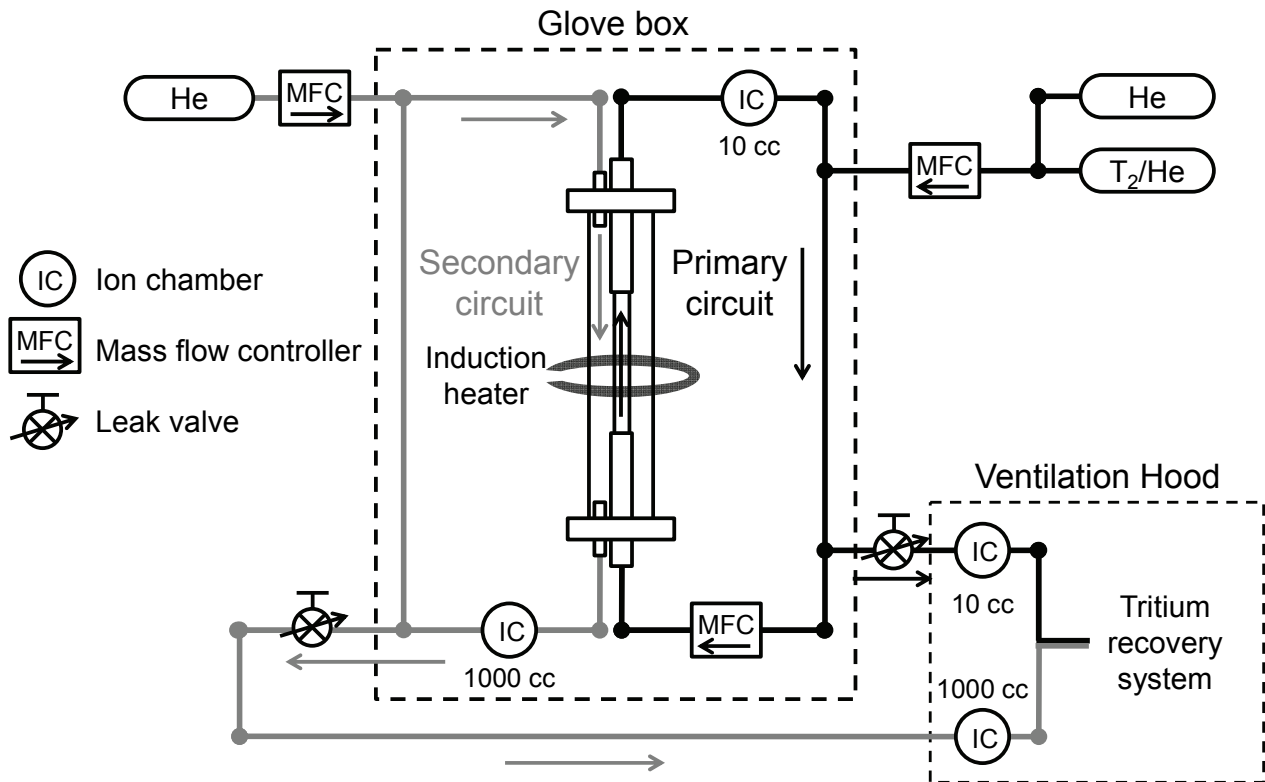 Glove box
He
MFC
IC
10 cc
He
MFC
T₂/He
IC
Ion chamber
MFC
Mass flow controller
Leak valve
Secondary
circuit
Primary
circuit
Induction
heater
Ventilation Hood
IC
10 cc
MFC
IC
1000 cc
Tritium
recovery
system
1000 cc
IC